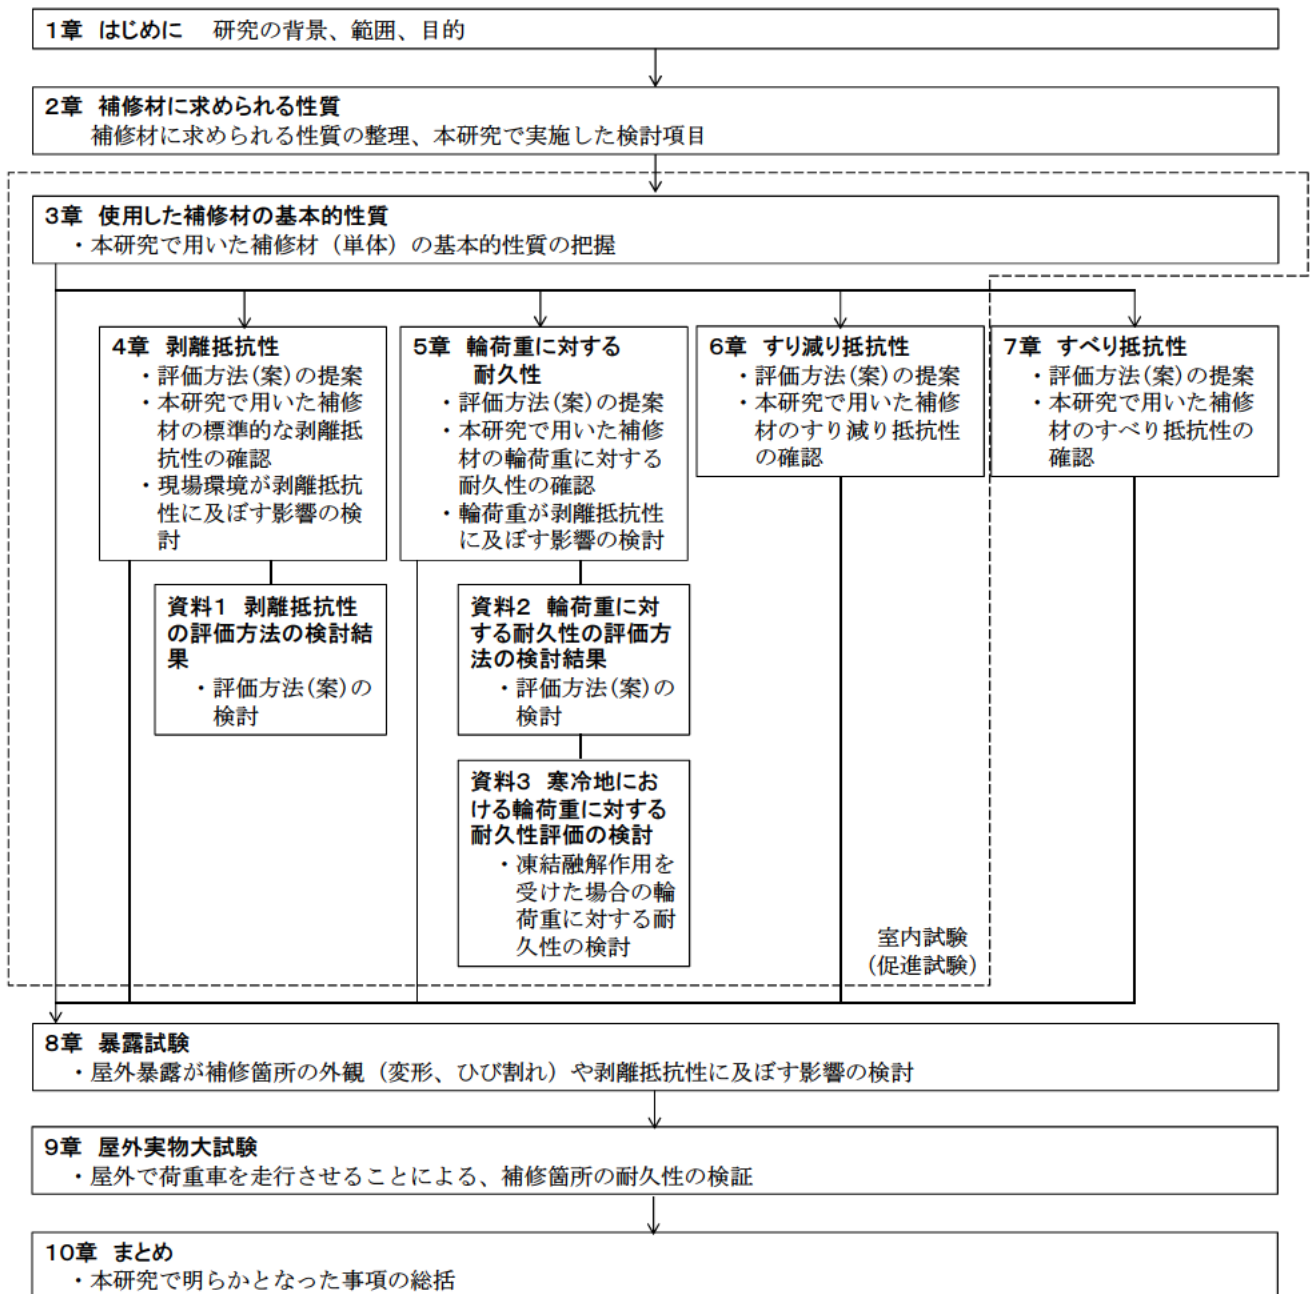 1章 はじめに 研究の背景、範囲、目的
2章 補修材に求められる性質
補修材に求められる性質の整理、本研究で実施した検討項目
3章 使用した補修材の基本的性質
・本研究で用いた補修材（単体）の基本的性質の把握
4章 剥離抵抗性
・評価方法(案)の提案
・本研究で用いた補修
材の標準的な剥離抵
抗性の確認
・現場環境が剥離抵抗
性に及ぼす影響の検
討
資料1 剥離抵抗性
の評価方法の検討結
果
・評価方法(案)の
検討
5章 輪荷重に対する
耐久性
・評価方法(案)の提案
・本研究で用いた補修
材の輪荷重に対する
耐久性の確認
・輪荷重が剥離抵抗性
に及ぼす影響の検討
資料2 輪荷重に対
する耐久性の評価方
法の検討結果
・評価方法(案)の
検討
資料3 寒冷地にお
ける輪荷重に対する
耐久性評価の検討
・凍結融解作用を
受けた場合の輪
荷重に対する耐
久性の検討
6章 すり減り抵抗性
・評価方法(案)の提案
・本研究で用いた補修
材のすり減り抵抗性
の確認
7章 すべり抵抗性
・評価方法(案)の提案
・本研究で用いた補修
材のすべり抵抗性の
確認
室内試験
（促進試験）
8章 暴露試験
・屋外暴露が補修箇所の外観（変形、ひび割れ）や剥離抵抗性に及ぼす影響の検討
9章 屋外実物大試験
・屋外で荷重車を走行させることによる、補修箇所の耐久性の検証
10章 まとめ
・本研究で明らかとなった事項の総括